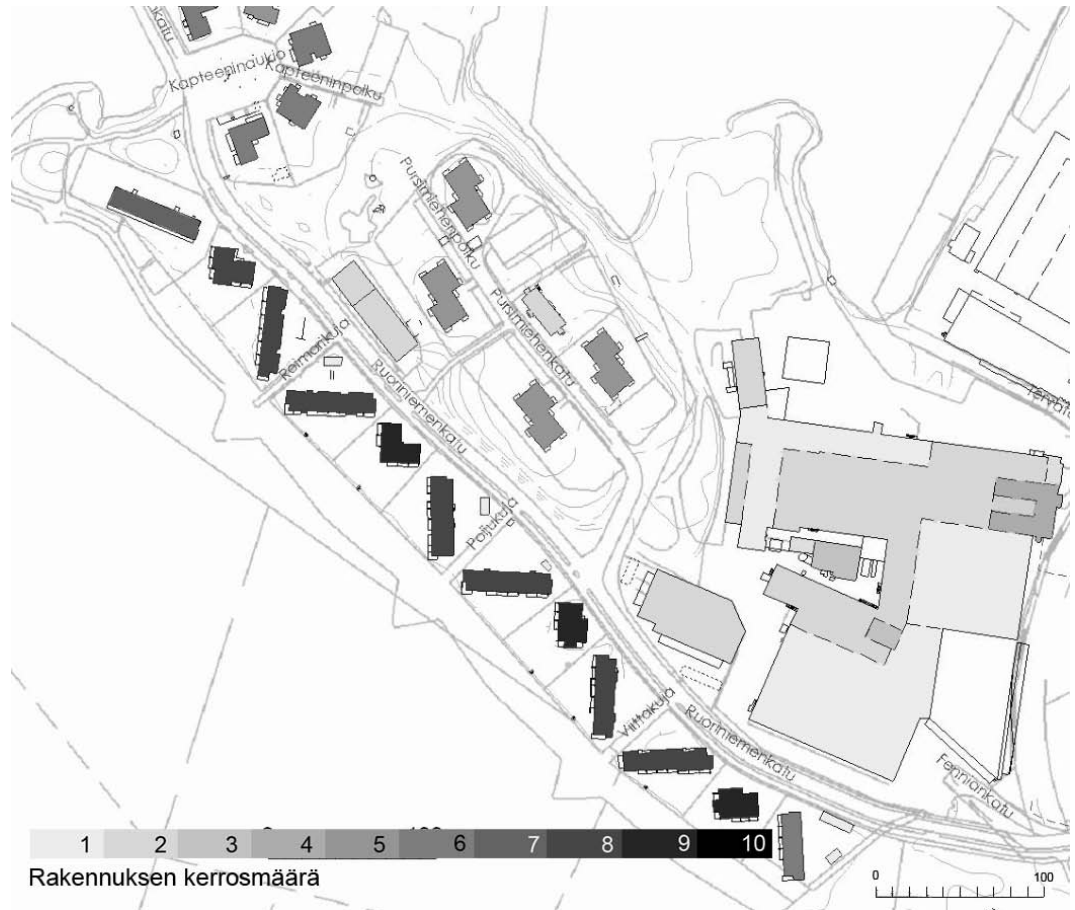 Kapteeninaukio
Kapteeninpolku
Pursimiehenpolku
Pursimiehenkatu
Reimarikuja
Ruoriniemenkatu
Poijukuja
Viittakuja
Ruoriniemenkatu
Fenniankatu
1 2 3 4 5 6 7 8 9 10
Rakennuksen kerrosmäärä
0 100